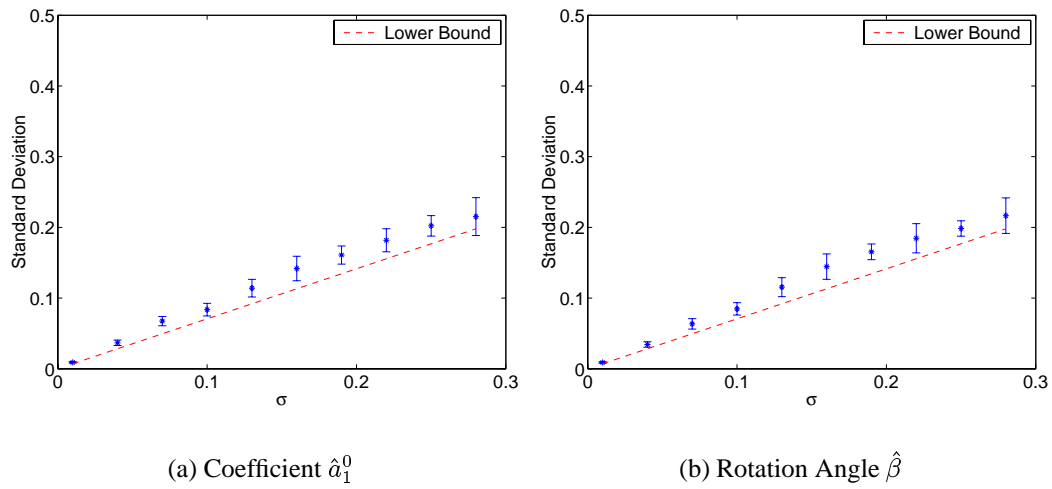 0.5
0.4
0.3
0.2
0.1
0
Standard Deviation
Lower Bound
0 0.1 0.2 0.3
σ
(a) Coefficient â₁⁰
0.5
0.4
0.3
0.2
0.1
0
Standard Deviation
Lower Bound
0 0.1 0.2 0.3
σ
(b) Rotation Angle β̂